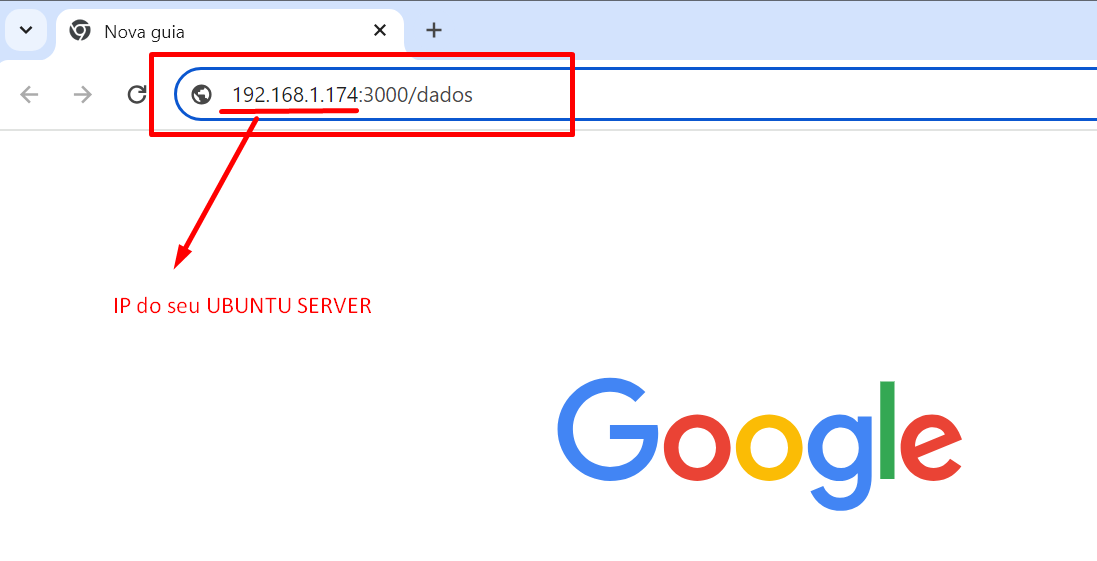 Nova guia
192.168.1.174:3000/dados
IP do seu UBUNTU SERVER
Google